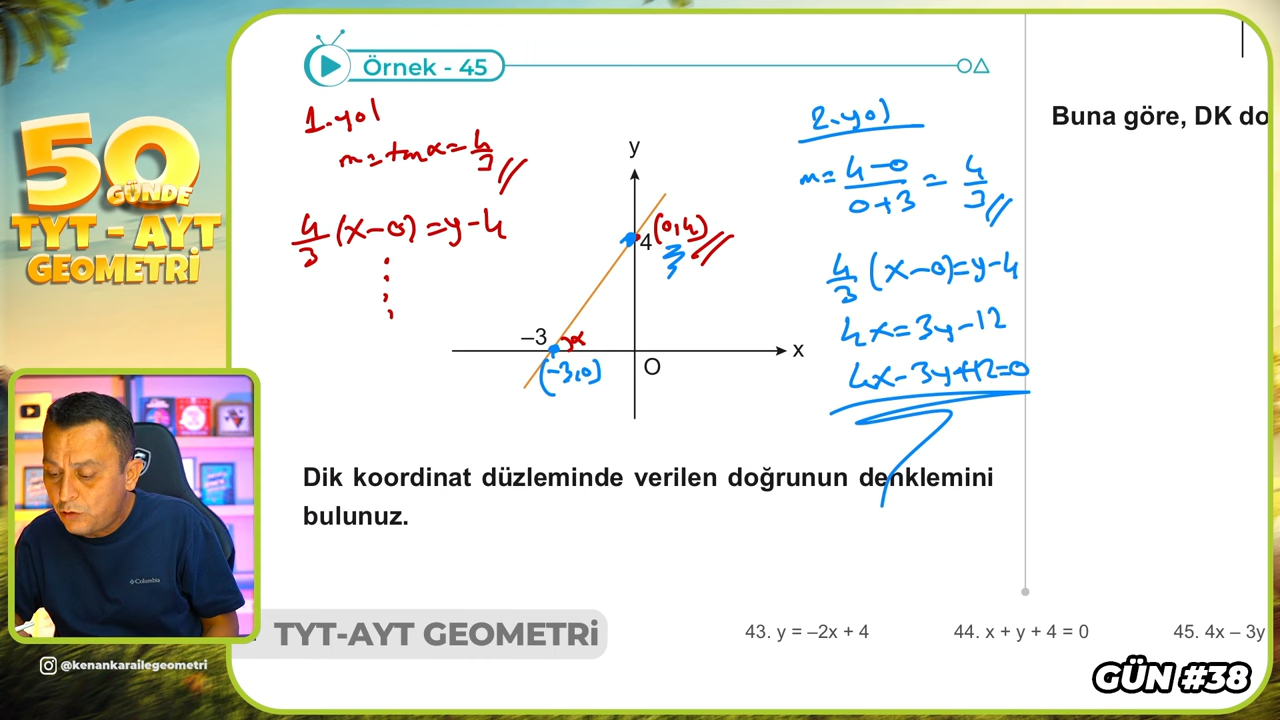 50
GÜNDE
TYT - AYT
GEOMETRİ
Örnek - 45
1.yol
m=tanα=4/3
4/3 (x-0)=y-4
y
(0,4)
4
-3
α
(-3,0)
O
x
2.yol
m= 4-0/0+3 = 4/3
4/3 (x-0)=y-4
4x=3y-12
4x-3y+12=0
Dik koordinat düzleminde verilen doğrunun denklemini
bulunuz.
Buna göre, DK do
Columbia
TYT-AYT GEOMETRİ
43. y = –2x + 4
44. x + y + 4 = 0
45. 4x – 3y
@kenankarailegeometri
GÜN #38